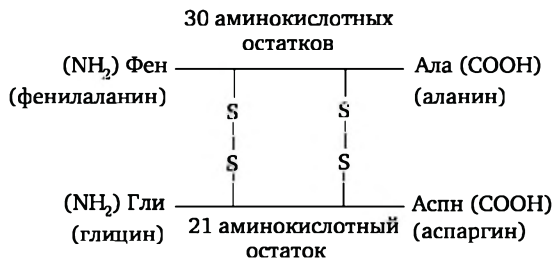 30 аминокислотных
остатков
(NH₂) Фен
Ала (COOH)
(фенилаланин)
(аланин)
S
S
S
S
(NH₂) Гли
21 аминокислотный
Аспн (COOH)
(глицин)
остаток
(аспаргин)